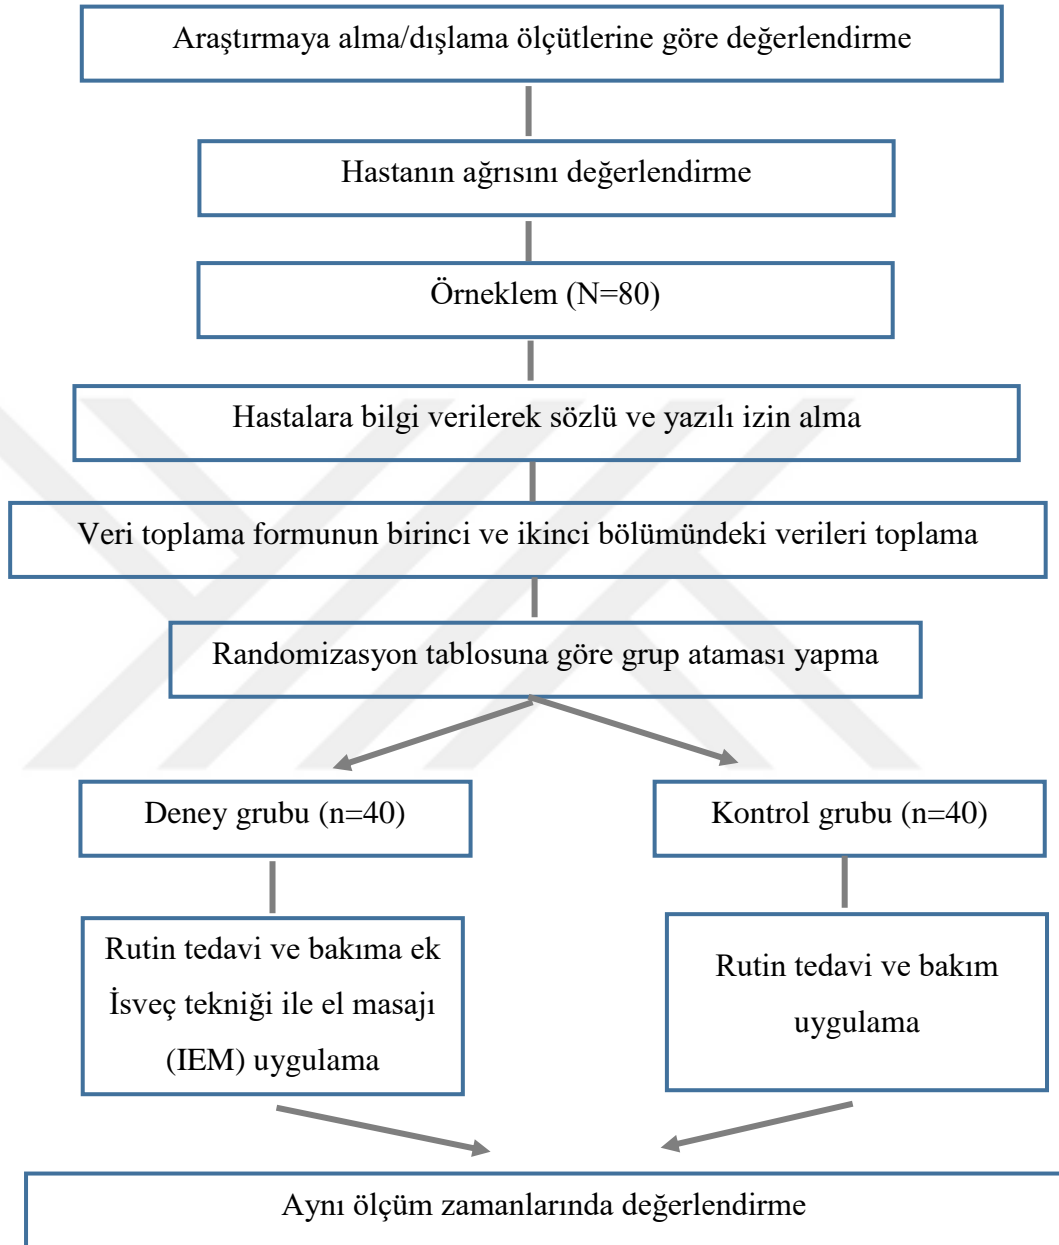 Araştırmaya alma/dışlama ölçütlerine göre değerlendirme
Hastanın ağrısını değerlendirme
Örneklem (N=80)
Hastalara bilgi verilerek sözlü ve yazılı izin alma
Veri toplama formunun birinci ve ikinci bölümündeki verileri toplama
Randomizasyon tablosuna göre grup ataması yapma
Deney grubu (n=40)
Kontrol grubu (n=40)
Rutin tedavi ve bakıma ek
İsveç tekniği ile el masajı
(IEM) uygulama
Rutin tedavi ve bakım
uygulama
Aynı ölçüm zamanlarında değerlendirme